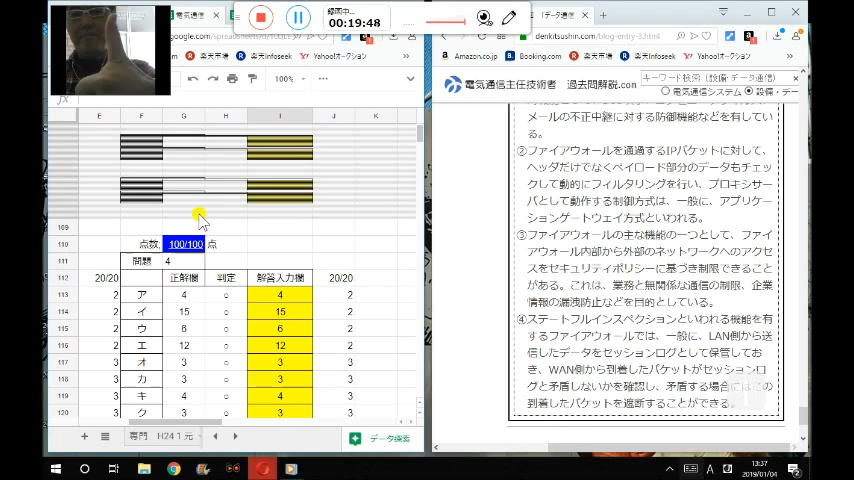 電気通信
録画中...
00:19:48
「データ通信
google.com/spreadsheets/d/1
denkitsushin.com/blog-entry-3.html
楽天市場
楽天Infoseek
Yahoo!オークション
Amazon.co.jp
Booking.com
楽天市場
楽天Infoseek
Yahoo!オークション
100%
fx
E F G H I J K
109
110 点数: 100/100 点
111 問題 4
112 20/20 正解欄 判定 解答入力欄 20/20
113 2 ア 4 ○ 4 2
114 2 イ 15 ○ 15 2
115 2 ウ 6 ○ 6 2
116 2 エ 12 ○ 12 2
117 3 オ 3 ○ 3 3
118 3 カ 3 ○ 3 3
119 3 キ 4 ○ 4 3
120 3 ク 3 ○ 3 3
専門 H24 1 元
データ探索
電気通信主任技術者 過去問解説.com
キーワード検索（設備・データ通信）
電気通信システム 設備・デー
メールの不正中継に対する防御機能などを有してい
る。
②ファイアウォールを通過するIPパケットに対して、
ヘッダだけでなくペイロード部分のデータもチェッ
クして動的にフィルタリングを行い、プロキシサー
バとして動作する制御方式は、一般に、アプリケー
ションゲートウェイ方式といわれる。
③ファイアウォールの主な機能の一つとして、ファイ
アウォール内部から外部のネットワークへのアクセ
スをセキュリティポリシーに基づき制限できること
がある。これは、業務と無関係な通信の制限、企業
情報の漏洩防止などを目的としている。
④ステートフルインスペクションといわれる機能を有
するファイアウォールでは、一般に、LAN側から送
信したデータをセッションログとして保管してお
き、WAN側から到着したパケットがセッションロ
グと矛盾しないかを確認し、矛盾する場合にはその
到着したパケットを遮断することができる。
A
13:37
2019/01/04